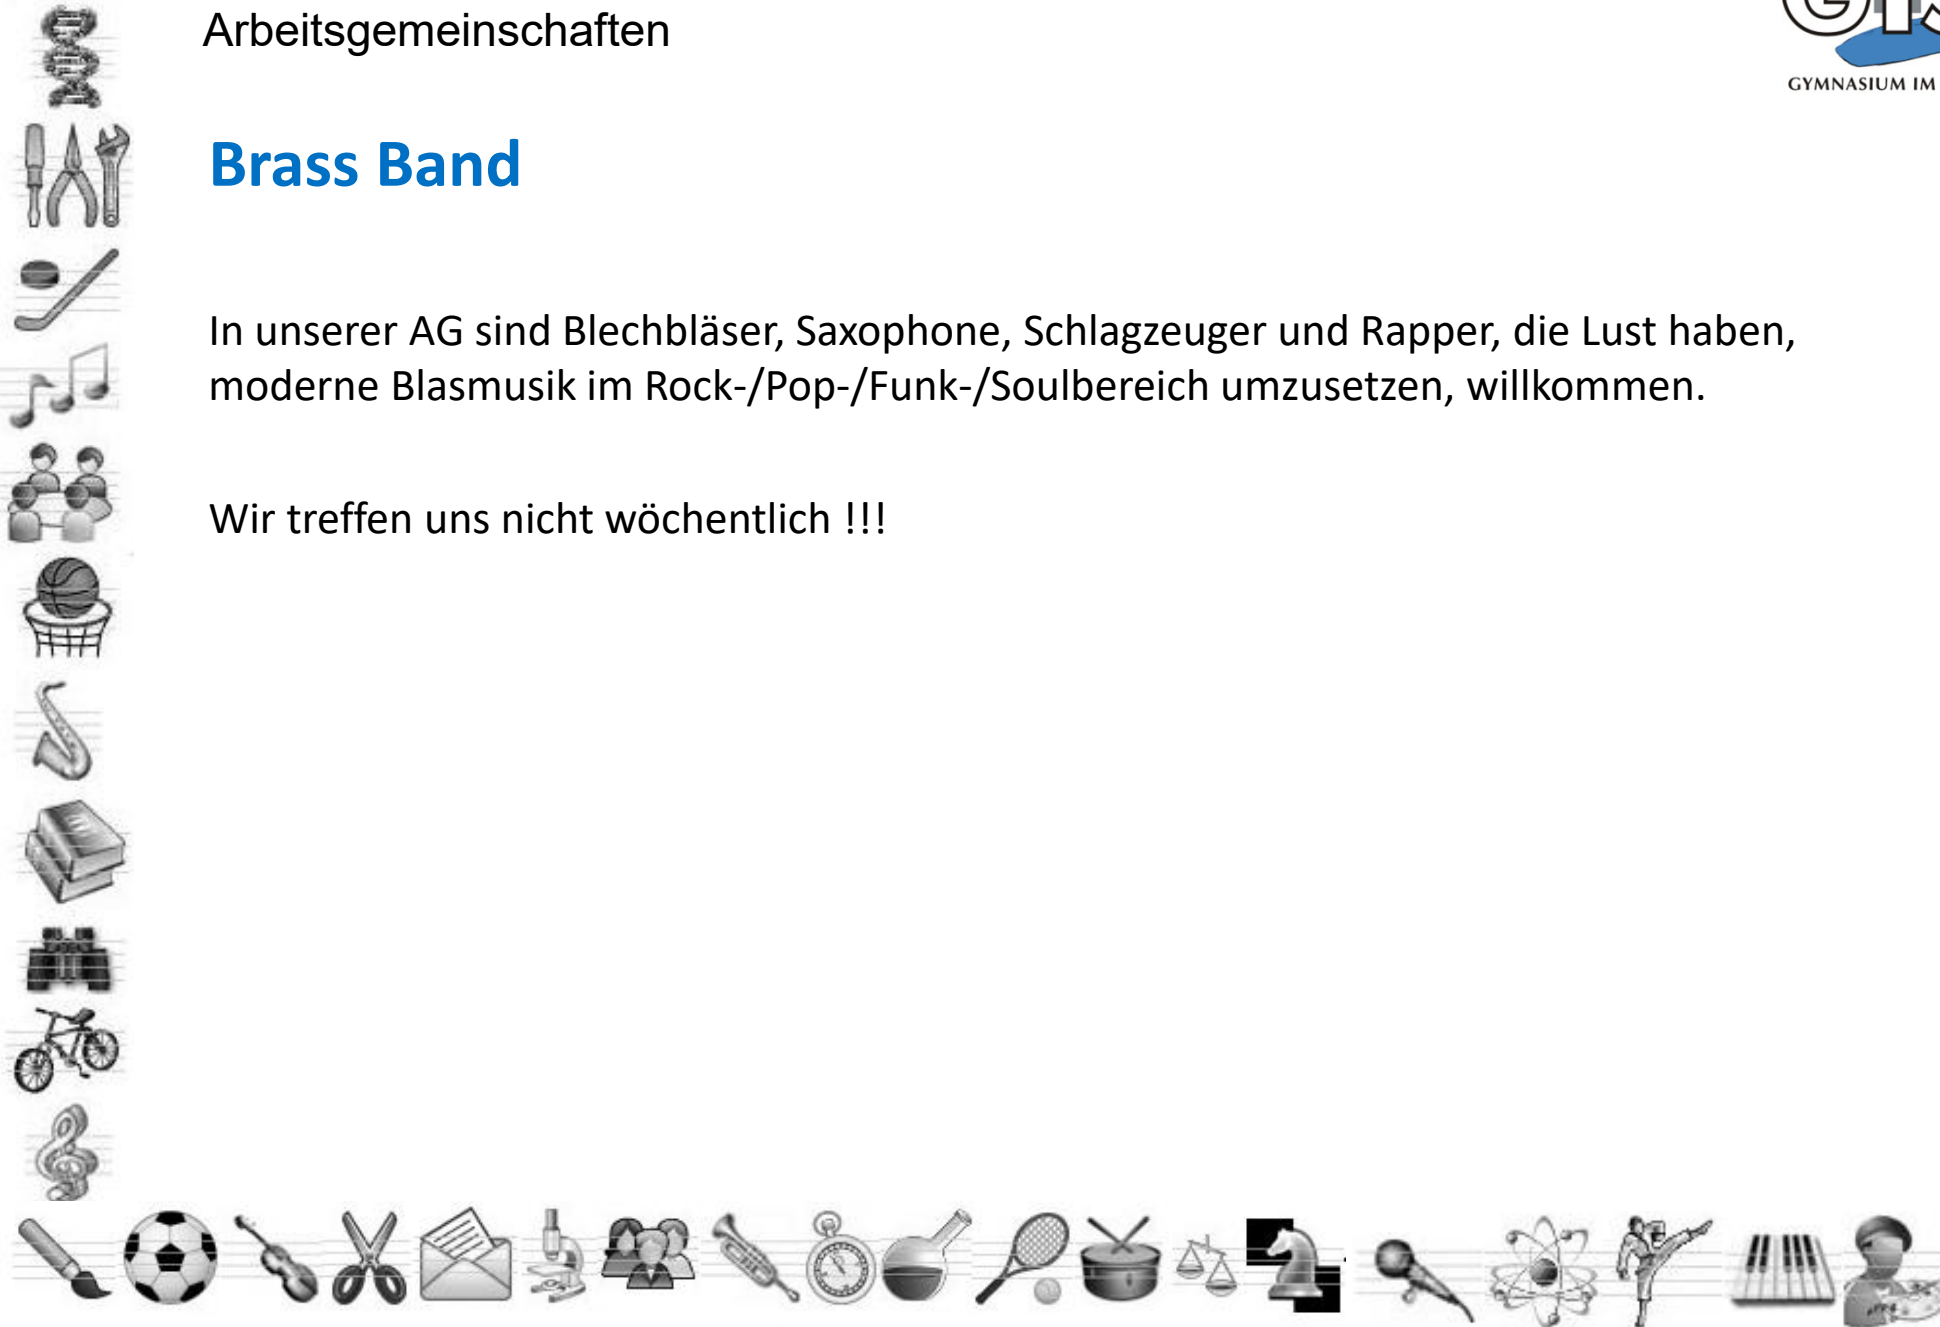 Arbeitsgemeinschaften
GYMNASIUM IM
Brass Band
In unserer AG sind Blechbläser, Saxophone, Schlagzeuger und Rapper, die Lust haben,
moderne Blasmusik im Rock-/Pop-/Funk-/Soulbereich umzusetzen, willkommen.
Wir treffen uns nicht wöchentlich !!!